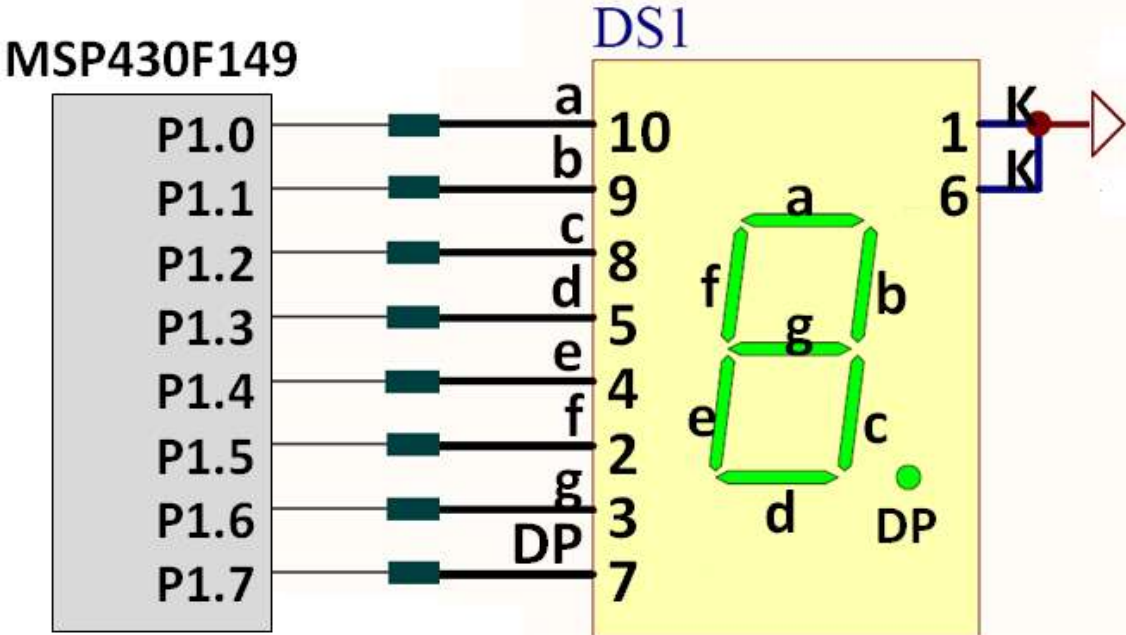 DS1
MSP430F149
P1.0 a 10 1 K
P1.1 b 9 6 K
P1.2 c 8
P1.3 d 5
P1.4 e 4
P1.5 f 2
P1.6 g 3
P1.7 DP 7
a
f b
g
e c
d DP